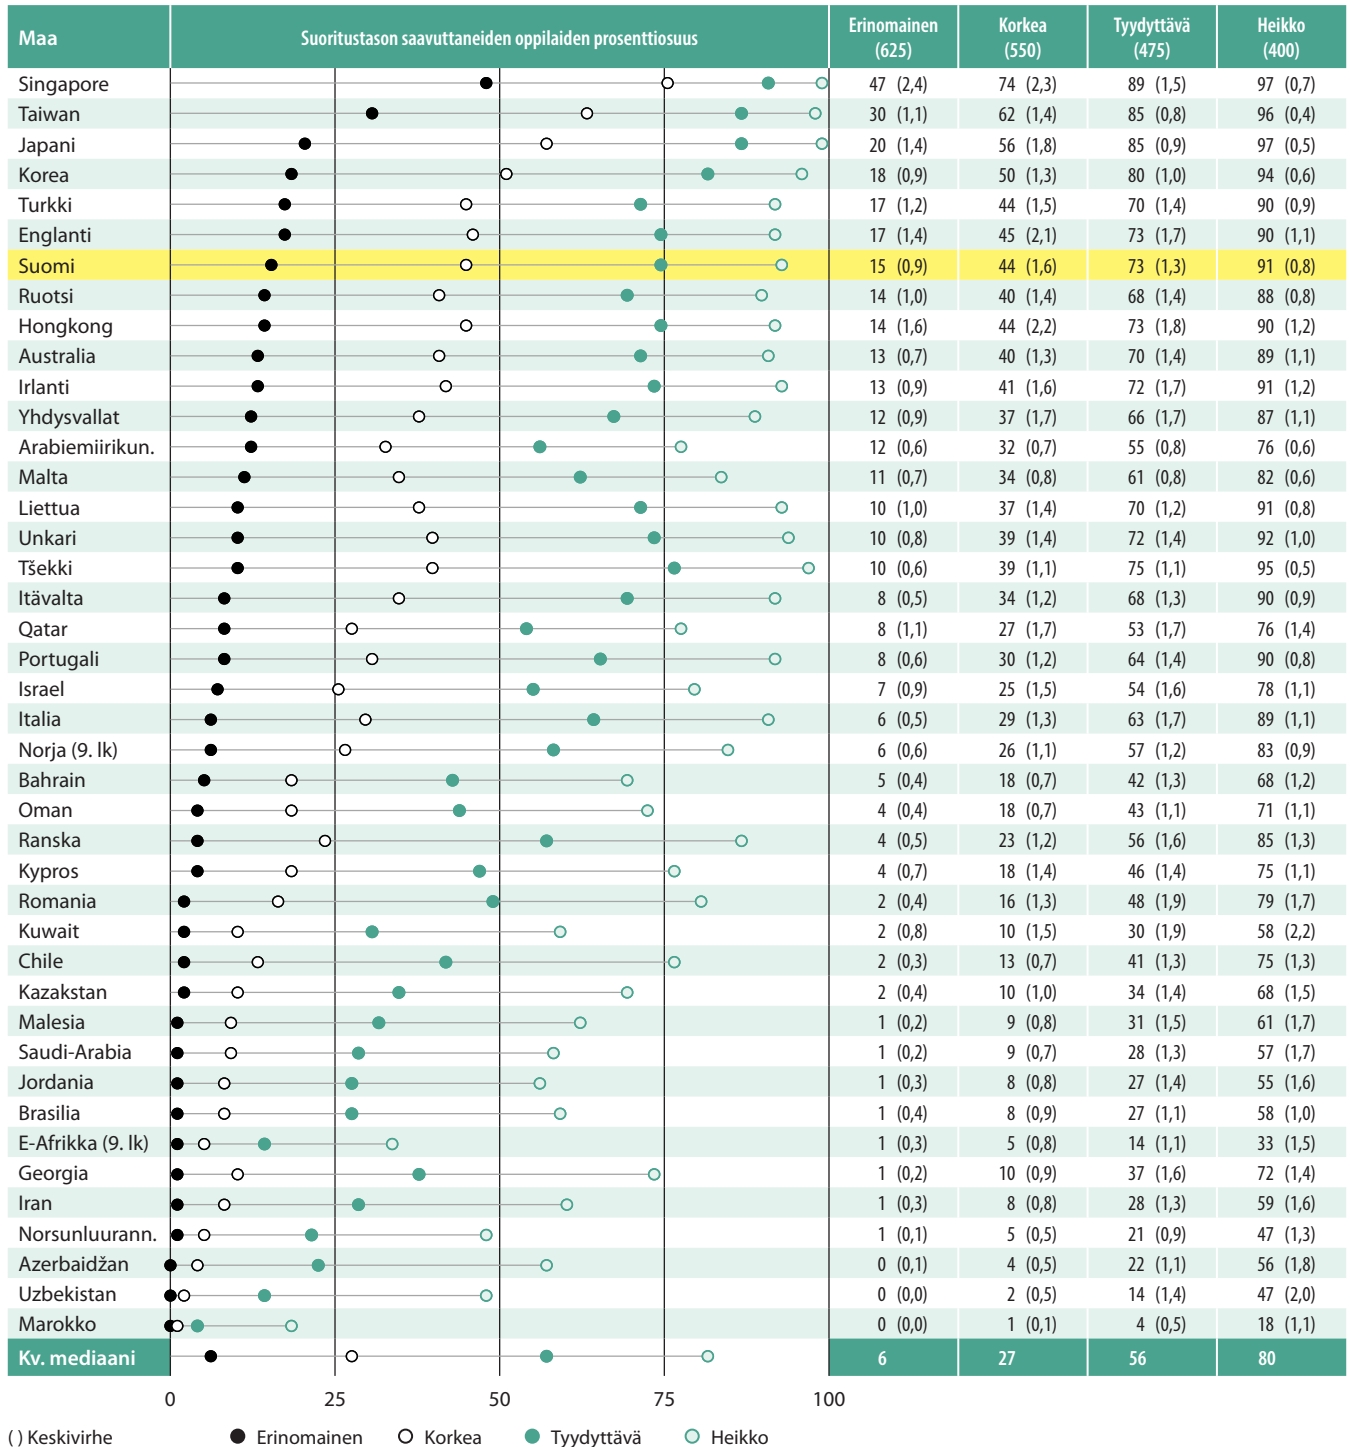 Maa Suoritustason saavuttaneiden oppilaiden prosenttiosuus Erinomainen (625) Korkea (550) Tyydyttävä (475) Heikko (400)
Singapore 47 (2,4) 74 (2,3) 89 (1,5) 97 (0,7)
Taiwan 30 (1,1) 62 (1,4) 85 (0,8) 96 (0,4)
Japani 20 (1,4) 56 (1,8) 85 (0,9) 97 (0,5)
Korea 18 (0,9) 50 (1,3) 80 (1,0) 94 (0,6)
Turkki 17 (1,2) 44 (1,5) 70 (1,4) 90 (0,9)
Englanti 17 (1,4) 45 (2,1) 73 (1,7) 90 (1,1)
Suomi 15 (0,9) 44 (1,6) 73 (1,3) 91 (0,8)
Ruotsi 14 (1,0) 40 (1,4) 68 (1,4) 88 (0,8)
Hongkong 14 (1,6) 44 (2,2) 73 (1,8) 90 (1,2)
Australia 13 (0,7) 40 (1,3) 70 (1,4) 89 (1,1)
Irlanti 13 (0,9) 41 (1,6) 72 (1,7) 91 (1,2)
Yhdysvallat 12 (0,9) 37 (1,7) 66 (1,7) 87 (1,1)
Arabiemiirikun. 12 (0,6) 32 (0,7) 55 (0,8) 76 (0,6)
Malta 11 (0,7) 34 (0,8) 61 (0,8) 82 (0,6)
Liettua 10 (1,0) 37 (1,4) 70 (1,2) 91 (0,8)
Unkari 10 (0,8) 39 (1,4) 72 (1,4) 92 (1,0)
Tšekki 10 (0,6) 39 (1,1) 75 (1,1) 95 (0,5)
Itävalta 8 (0,5) 34 (1,2) 68 (1,3) 90 (0,9)
Qatar 8 (1,1) 27 (1,7) 53 (1,7) 76 (1,4)
Portugali 8 (0,6) 30 (1,2) 64 (1,4) 90 (0,8)
Israel 7 (0,9) 25 (1,5) 54 (1,6) 78 (1,1)
Italia 6 (0,5) 29 (1,3) 63 (1,7) 89 (1,1)
Norja (9. lk) 6 (0,6) 26 (1,1) 57 (1,2) 83 (0,9)
Bahrain 5 (0,4) 18 (0,7) 42 (1,3) 68 (1,2)
Oman 4 (0,4) 18 (0,7) 43 (1,1) 71 (1,1)
Ranska 4 (0,5) 23 (1,2) 56 (1,6) 85 (1,3)
Kypros 4 (0,7) 18 (1,4) 46 (1,4) 75 (1,1)
Romania 2 (0,4) 16 (1,3) 48 (1,9) 79 (1,7)
Kuwait 2 (0,8) 10 (1,5) 30 (1,9) 58 (2,2)
Chile 2 (0,3) 13 (0,7) 41 (1,3) 75 (1,3)
Kazakstan 2 (0,4) 10 (1,0) 34 (1,4) 68 (1,5)
Malesia 1 (0,2) 9 (0,8) 31 (1,5) 61 (1,7)
Saudi-Arabia 1 (0,2) 9 (0,7) 28 (1,3) 57 (1,7)
Jordania 1 (0,3) 8 (0,8) 27 (1,4) 55 (1,6)
Brasilia 1 (0,4) 8 (0,9) 27 (1,1) 58 (1,0)
E-Afrikka (9. lk) 1 (0,3) 5 (0,8) 14 (1,1) 33 (1,5)
Georgia 1 (0,2) 10 (0,9) 37 (1,6) 72 (1,4)
Iran 1 (0,3) 8 (0,8) 28 (1,3) 59 (1,6)
Norsunluurann. 1 (0,1) 5 (0,5) 21 (0,9) 47 (1,3)
Azerbaidžan 0 (0,1) 4 (0,5) 22 (1,1) 56 (1,8)
Uzbekistan 0 (0,0) 2 (0,5) 14 (1,4) 47 (2,0)
Marokko 0 (0,0) 1 (0,1) 4 (0,5) 18 (1,1)
Kv. mediaani 6 27 56 80
0 25 50 75 100
( ) Keskivirhe Erinomainen Korkea Tyydyttävä Heikko